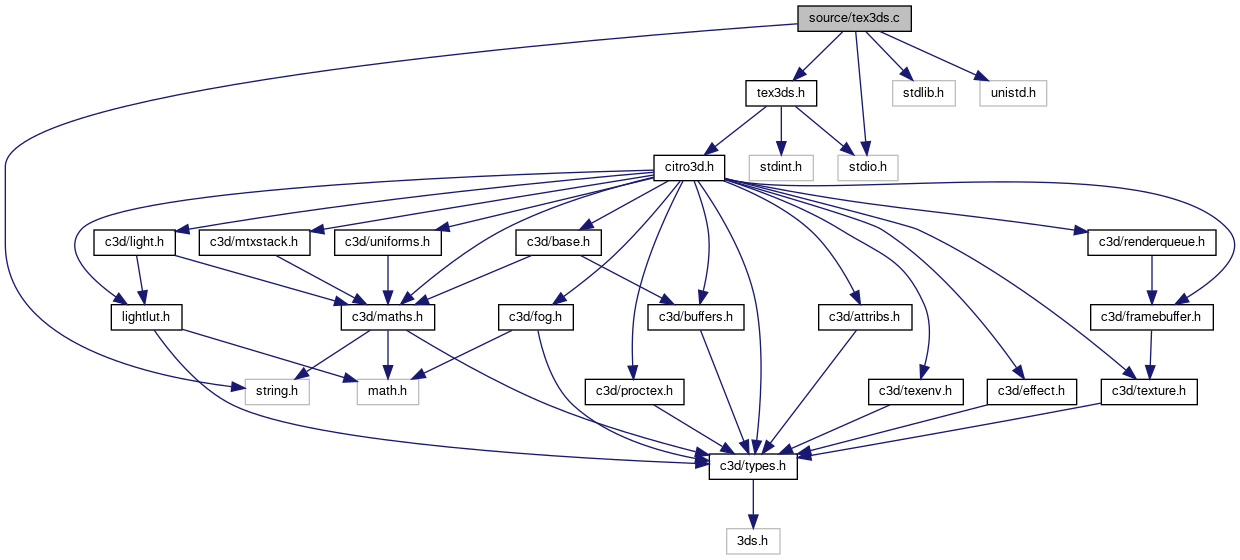 source/tex3ds.c
tex3ds.h
stdlib.h
unistd.h
citro3d.h
stdint.h
stdio.h
c3d/light.h
c3d/mtxstack.h
c3d/uniforms.h
c3d/base.h
c3d/renderqueue.h
lightlut.h
c3d/maths.h
c3d/fog.h
c3d/buffers.h
c3d/attribs.h
c3d/framebuffer.h
string.h
math.h
c3d/proctex.h
c3d/texenv.h
c3d/effect.h
c3d/texture.h
c3d/types.h
3ds.h